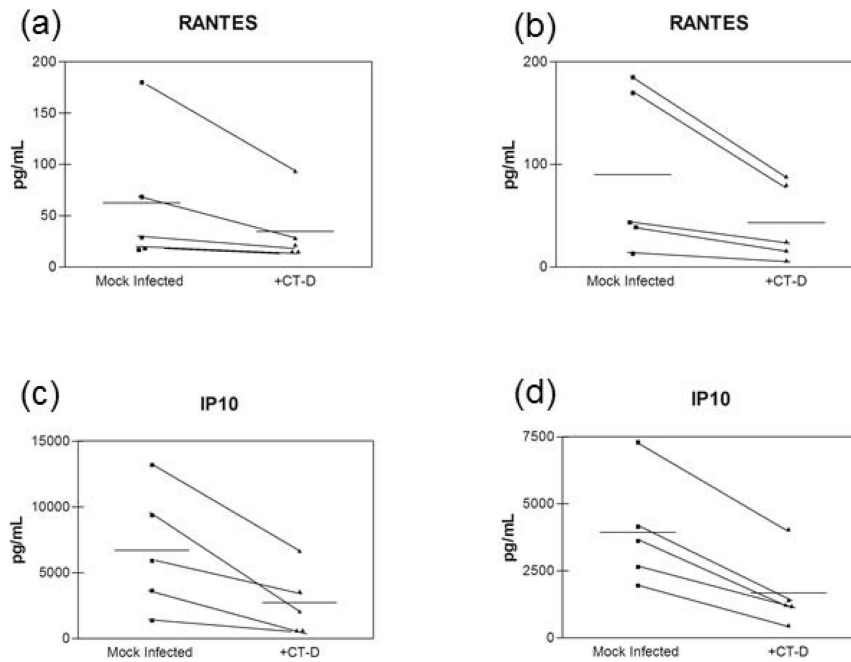 (a)
RANTES
200
150
100
50
0
pg/mL
Mock Infected +CT-D
(b)
RANTES
200
100
0
pg/mL
Mock Infected +CT-D
(c)
IP10
15000
10000
5000
0
pg/mL
Mock Infected +CT-D
(d)
IP10
7500
5000
2500
0
pg/mL
Mock Infected +CT-D